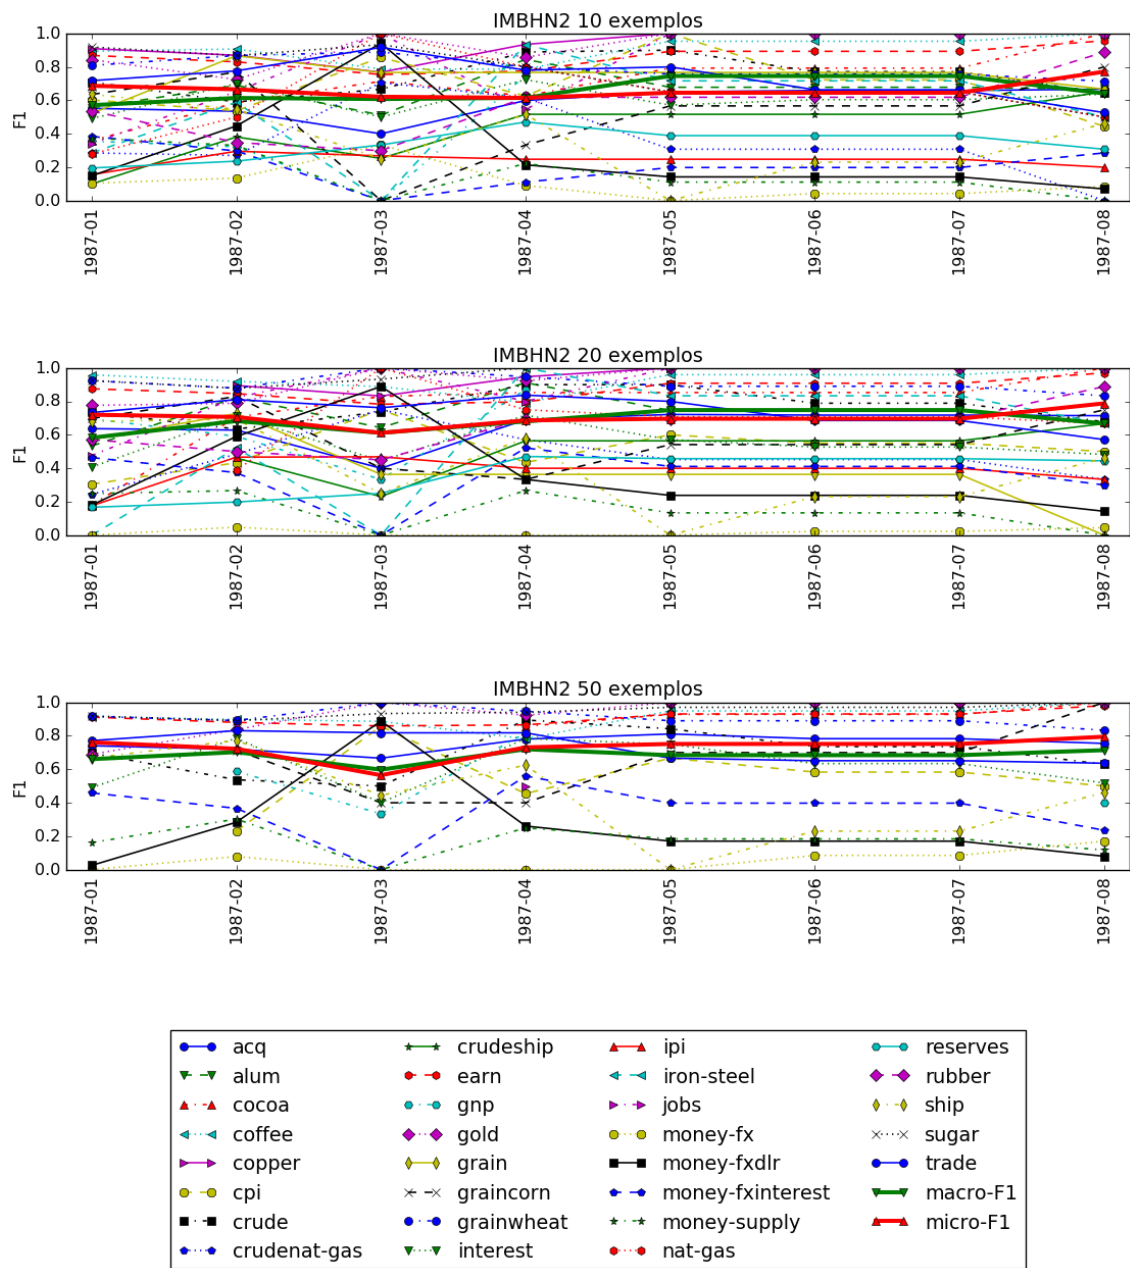 IMBHN2 10 exemplos
1.0
0.8
0.6
0.4
0.2
0.0
F1
1987-01 1987-02 1987-03 1987-04 1987-05 1987-06 1987-07 1987-08
IMBHN2 20 exemplos
1.0
0.8
0.6
0.4
0.2
0.0
F1
1987-01 1987-02 1987-03 1987-04 1987-05 1987-06 1987-07 1987-08
IMBHN2 50 exemplos
1.0
0.8
0.6
0.4
0.2
0.0
F1
1987-01 1987-02 1987-03 1987-04 1987-05 1987-06 1987-07 1987-08
acq crudeship ipi reserves
alum earn iron-steel rubber
cocoa gnp jobs ship
coffee gold money-fx sugar
copper grain money-fxdlr trade
cpi graincorn money-fxinterest macro-F1
crude grainwheat money-supply micro-F1
crudenat-gas interest nat-gas